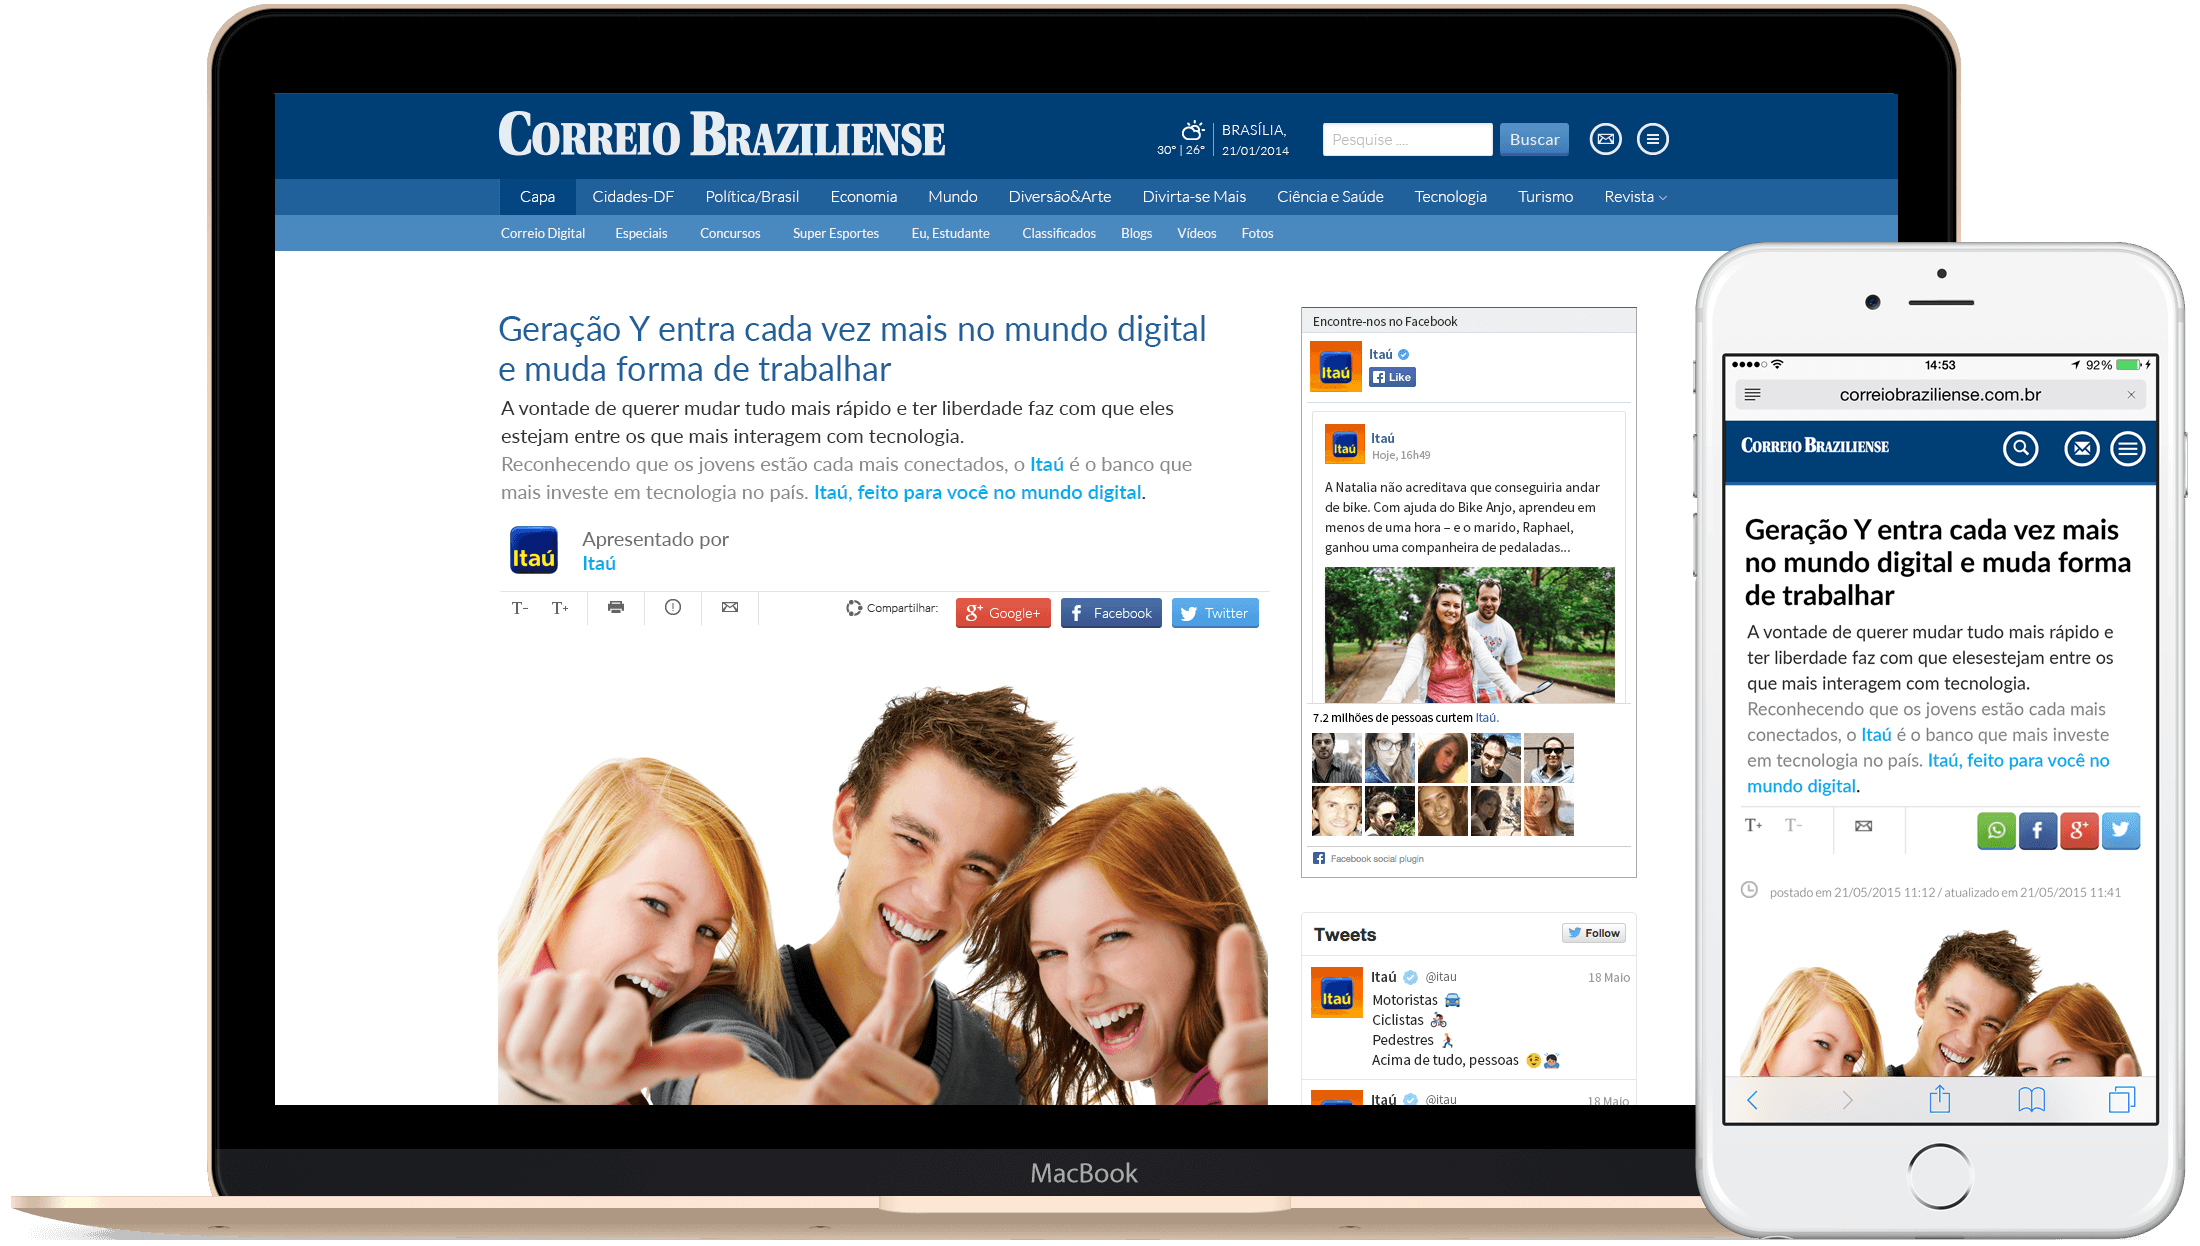 CORREIO BRAZILIENSE
30° | 26°
BRASÍLIA,
21/01/2014
Pesquise ....
Buscar
Capa Cidades-DF Política/Brasil Economia Mundo Diversão&Arte Divirta-se Mais Ciência e Saúde Tecnologia Turismo Revista
Correio Digital Especiais Concursos Super Esportes Eu, Estudante Classificados Blogs Vídeos Fotos
Geração Y entra cada vez mais no mundo digital
e muda forma de trabalhar
A vontade de querer mudar tudo mais rápido e ter liberdade faz com que eles
estejam entre os que mais interagem com tecnologia.
Reconhecendo que os jovens estão cada mais conectados, o Itaú é o banco que
mais investe em tecnologia no país. Itaú, feito para você no mundo digital.
Itaú
Apresentado por
Itaú
T- T+
Compartilhar:
g+ Google+
f Facebook
Twitter
Encontre-nos no Facebook
Itaú
Itaú
f Like
Itaú
Itaú
Hoje, 16h49
A Natalia não acreditava que conseguiria andar
de bike. Com ajuda do Bike Anjo, aprendeu em
menos de uma hora – e o marido, Raphael,
ganhou uma companheira de pedaladas...
7.2 milhões de pessoas curtem Itaú.
f Facebook social plugin
Tweets
Follow
Itaú
Itaú @itau 18 Maio
Motoristas
Ciclistas
Pedestres
Acima de tudo, pessoas
Itaú @itau 18 Maio
MacBook
14:53
92%
correiobraziliense.com.br
CORREIO BRAZILIENSE
Geração Y entra cada vez mais
no mundo digital e muda forma
de trabalhar
A vontade de querer mudar tudo mais rápido e
ter liberdade faz com que elesestejam entre os
que mais interagem com tecnologia.
Reconhecendo que os jovens estão cada mais
conectados, o Itaú é o banco que mais investe
em tecnologia no país. Itaú, feito para você no
mundo digital.
T+ T-
f g+
postado em 21/05/2015 11:12 / atualizado em 21/05/2015 11:41